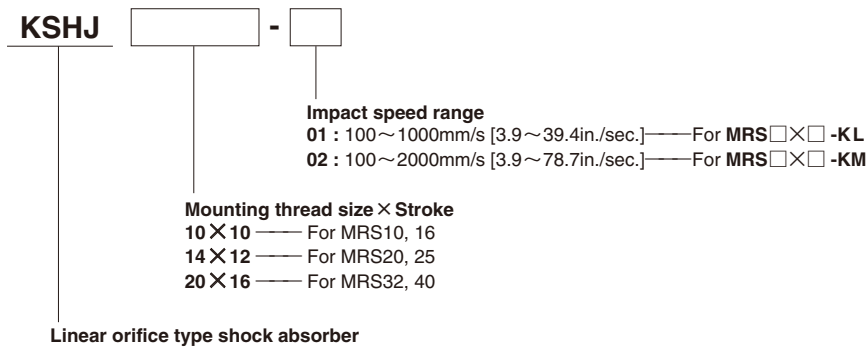 KSHJ □ - □
Impact speed range
01 : 100～1000mm/s [3.9～39.4in./sec.]──For MRS□×□ -KL
02 : 100～2000mm/s [3.9～78.7in./sec.]──For MRS□×□ -KM
Mounting thread size×Stroke
10×10 ── For MRS10, 16
14×12 ── For MRS20, 25
20×16 ── For MRS32, 40
Linear orifice type shock absorber